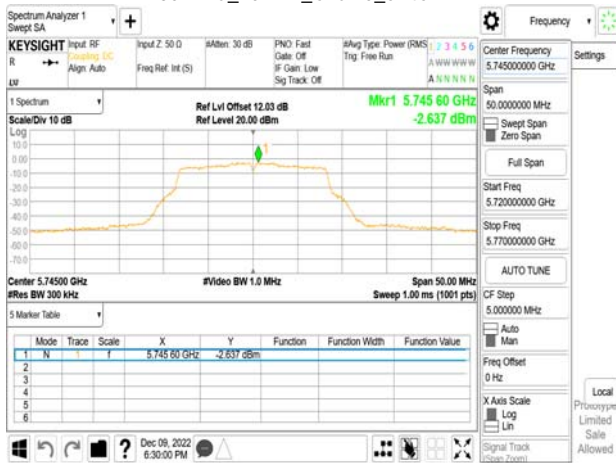 Spectrum Analyzer 1
Swept SA
+
Frequency
KEYSIGHT
Input: RF
Coupling: DC
Align: Auto
Input Z: 50 Ω
Freq Ref: Int (S)
#Atten: 30 dB
PNO: Fast
Gate: Off
IF Gain: Low
Sig Track: Off
#Avg Type: Power (RMS
Trig: Free Run
1 2 3 4 5 6
A W W W W W
A N N N N N
R
1 Spectrum
Scale/Div 10 dB
Ref Lvl Offset 12.03 dB
Ref Level 20.00 dBm
Mkr1 5.745 60 GHz
-2.637 dBm
Log
10.0
0.00
-10.0
-20.0
-30.0
-40.0
-50.0
-60.0
-70.0
1
Center 5.74500 GHz
#Res BW 300 kHz
#Video BW 1.0 MHz
Span 50.00 MHz
Sweep 1.00 ms (1001 pts)
5 Marker Table
Mode Trace Scale X Y Function Function Width Function Value
1 N 1 f 5.745 60 GHz -2.637 dBm
2
3
4
5
6
Center Frequency
5.745000000 GHz
Span
50.0000000 MHz
Swept Span
Zero Span
Full Span
Start Freq
5.720000000 GHz
Stop Freq
5.770000000 GHz
AUTO TUNE
CF Step
5.000000 MHz
Auto
Man
Freq Offset
0 Hz
X Axis Scale
Log
Lin
Signal Track
(Span Zoom)
Settings
Local
Prototype
Limited
Sale
Allowed
?
Dec 09, 2022
6:30:00 PM